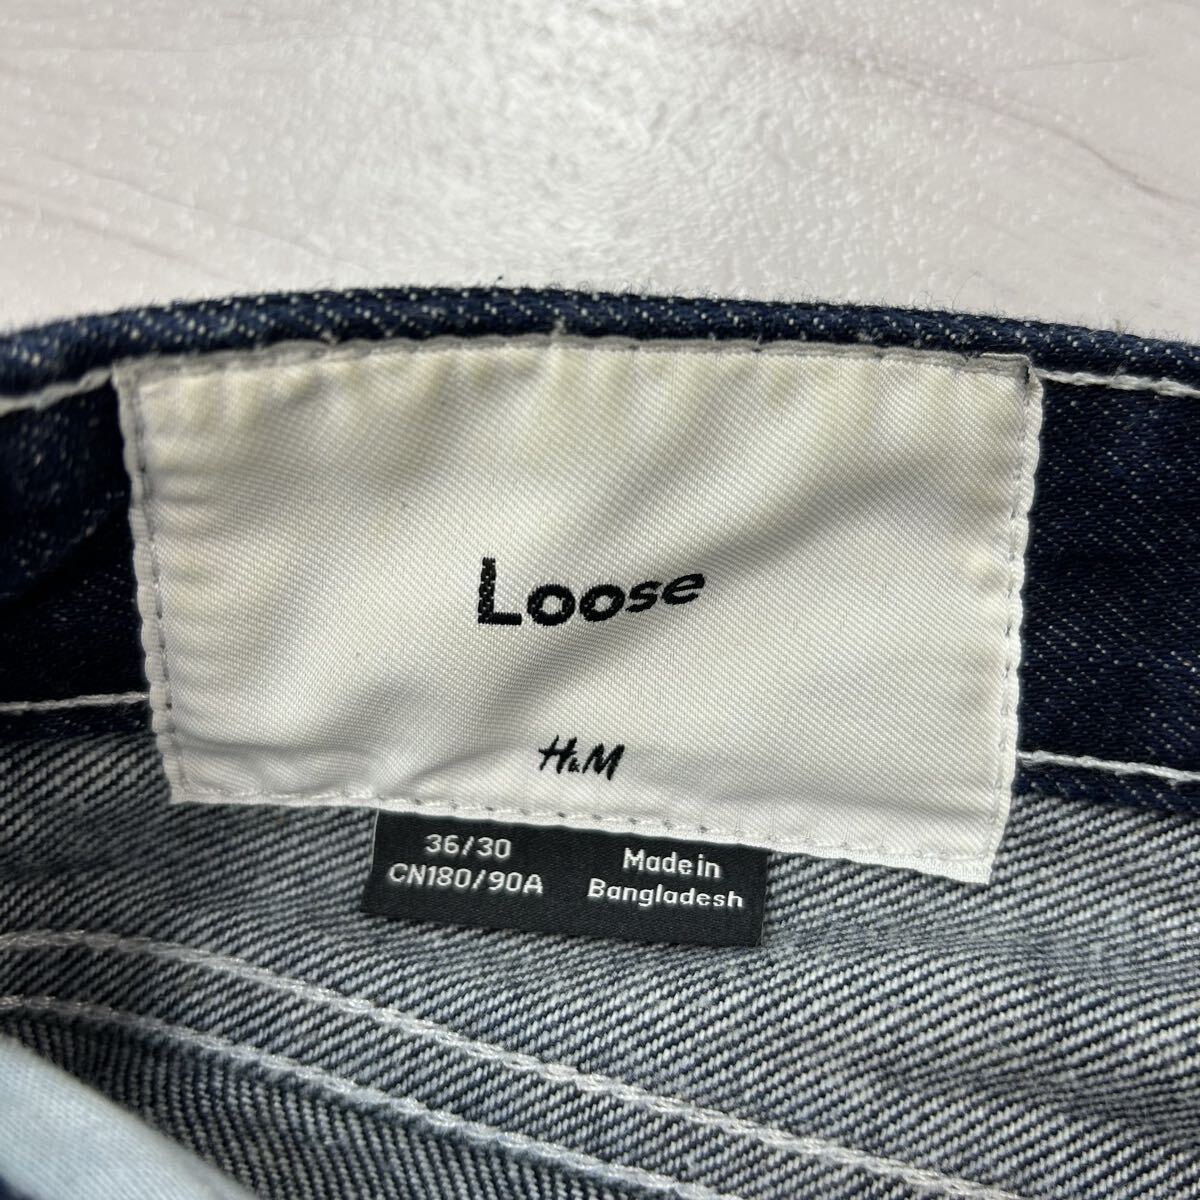 Loose
H&M
36/30
CN180/90A
Made in
Bangladesh